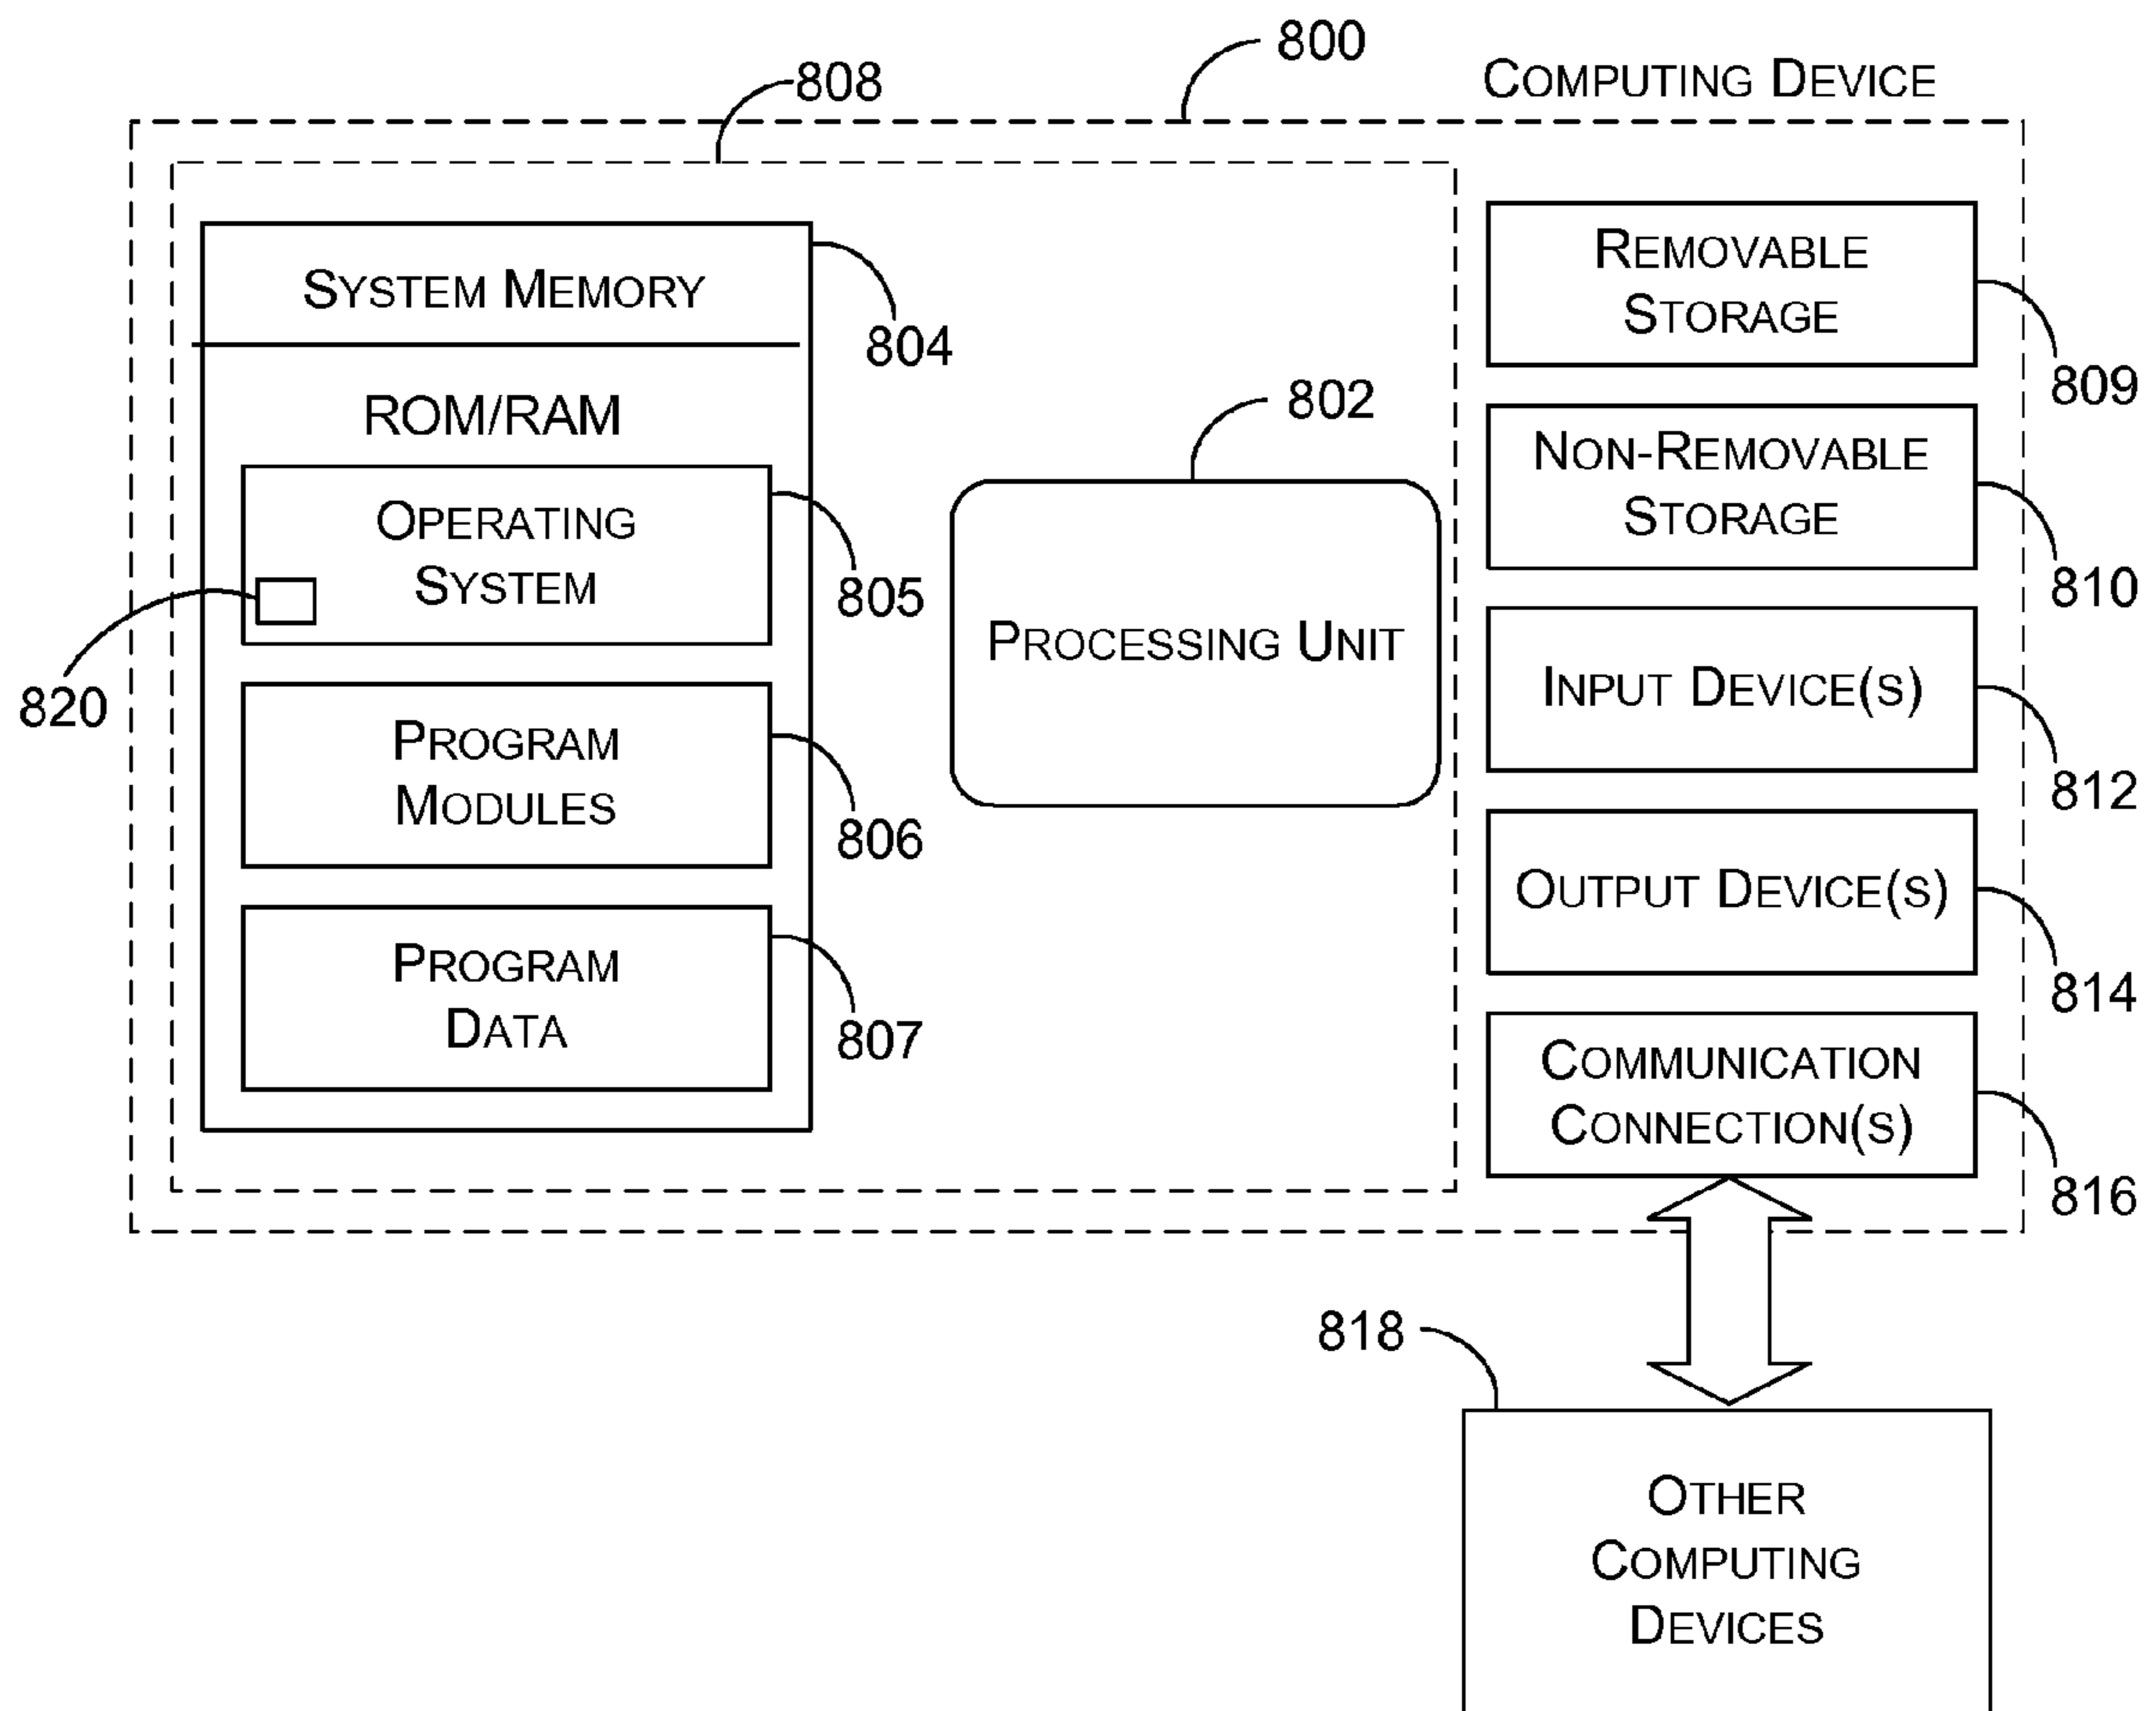 800
COMPUTING DEVICE
808
SYSTEM MEMORY
804
ROM/RAM
OPERATING
SYSTEM
805
820
PROGRAM
MODULES
806
PROGRAM
DATA
807
802
PROCESSING UNIT
REMOVABLE
STORAGE
809
NON-REMOVABLE
STORAGE
810
INPUT DEVICE(S)
812
OUTPUT DEVICE(S)
814
COMMUNICATION
CONNECTION(S)
816
818
OTHER
COMPUTING
DEVICES